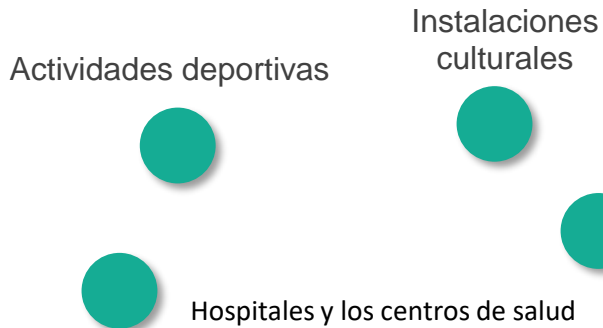 Instalaciones
culturales
Actividades deportivas
Hospitales y los centros de salud